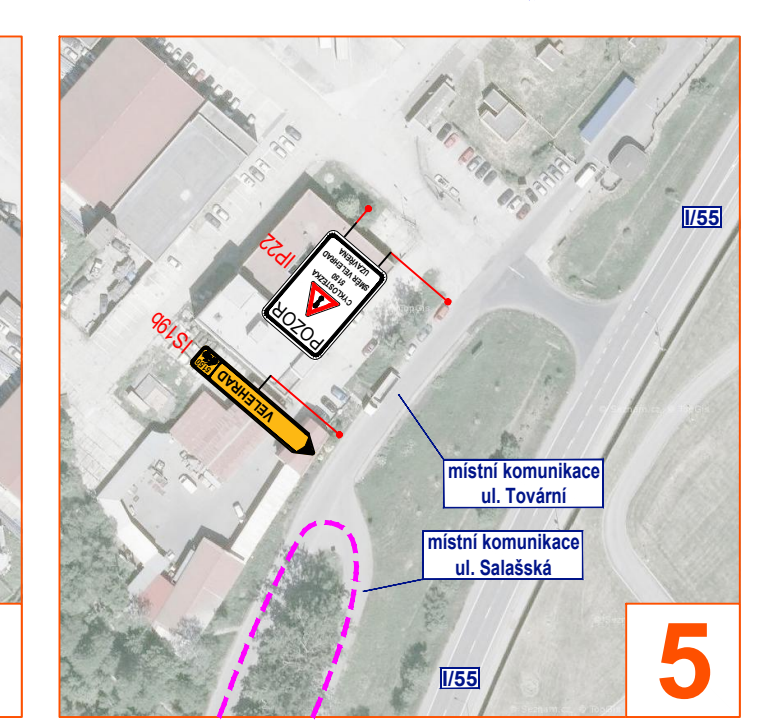 I/55
IP22
POZOR
CYKLOSTEZKA
5150
SMĚR VELEHRAD
UZAVŘENA
IS19b
VELEHRAD
místní komunikace
ul. Tovární
místní komunikace
ul. Salašská
I/55
5